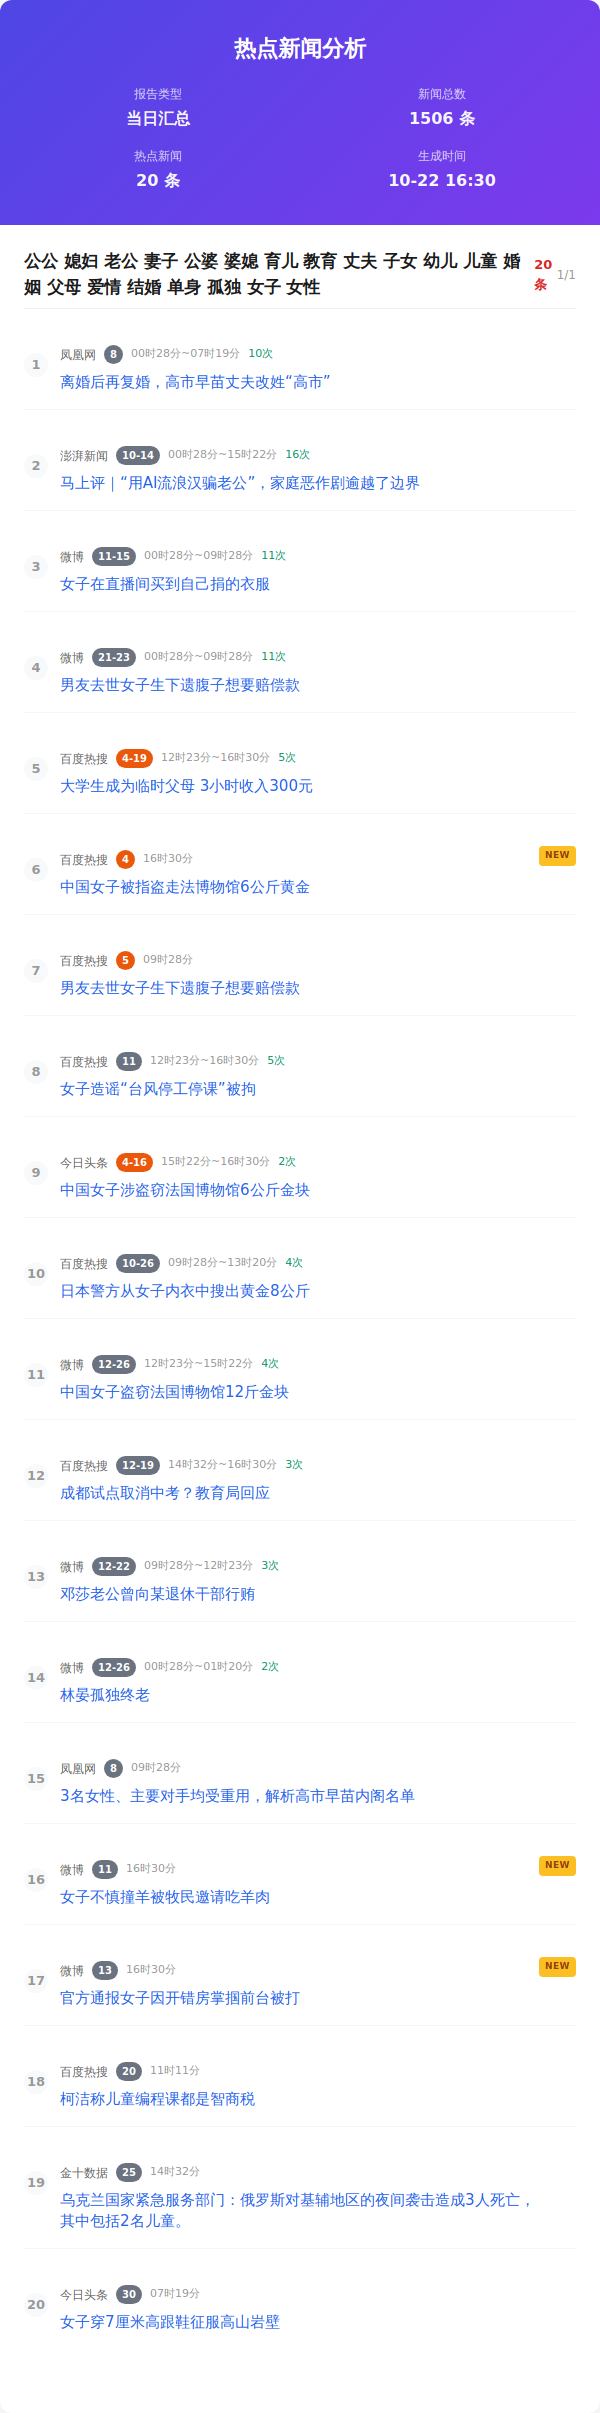 热点新闻分析
报告类型
新闻总数
当日汇总
1506 条
热点新闻
生成时间
20 条
10-22 16:30
公公 媳妇 老公 妻子 公婆 婆媳 育儿 教育 丈夫 子女 幼儿 儿童 婚
姻 父母 爱情 结婚 单身 孤独 女子 女性
20
条
1/1
1
凤凰网 8 00时28分~07时19分 10次
离婚后再复婚，高市早苗丈夫改姓“高市”
2
澎湃新闻 10-14 00时28分~15时22分 16次
马上评｜“用AI流浪汉骗老公”，家庭恶作剧逾越了边界
3
微博 11-15 00时28分~09时28分 11次
女子在直播间买到自己捐的衣服
4
微博 21-23 00时28分~09时28分 11次
男友去世女子生下遗腹子想要赔偿款
5
百度热搜 4-19 12时23分~16时30分 5次
大学生成为临时父母 3小时收入300元
6
百度热搜 4 16时30分
NEW
中国女子被指盗走法博物馆6公斤黄金
7
百度热搜 5 09时28分
男友去世女子生下遗腹子想要赔偿款
8
百度热搜 11 12时23分~16时30分 5次
女子造谣“台风停工停课”被拘
9
今日头条 4-16 15时22分~16时30分 2次
中国女子涉盗窃法国博物馆6公斤金块
10
百度热搜 10-26 09时28分~13时20分 4次
日本警方从女子内衣中搜出黄金8公斤
11
微博 12-26 12时23分~15时22分 4次
中国女子盗窃法国博物馆12斤金块
12
百度热搜 12-19 14时32分~16时30分 3次
成都试点取消中考？教育局回应
13
微博 12-22 09时28分~12时23分 3次
邓莎老公曾向某退休干部行贿
14
微博 12-26 00时28分~01时20分 2次
林晏孤独终老
15
凤凰网 8 09时28分
3名女性、主要对手均受重用，解析高市早苗内阁名单
16
微博 11 16时30分
NEW
女子不慎撞羊被牧民邀请吃羊肉
17
微博 13 16时30分
NEW
官方通报女子因开错房掌掴前台被打
18
百度热搜 20 11时11分
柯洁称儿童编程课都是智商税
19
金十数据 25 14时32分
乌克兰国家紧急服务部门：俄罗斯对基辅地区的夜间袭击造成3人死亡，
其中包括2名儿童。
20
今日头条 30 07时19分
女子穿7厘米高跟鞋征服高山岩壁